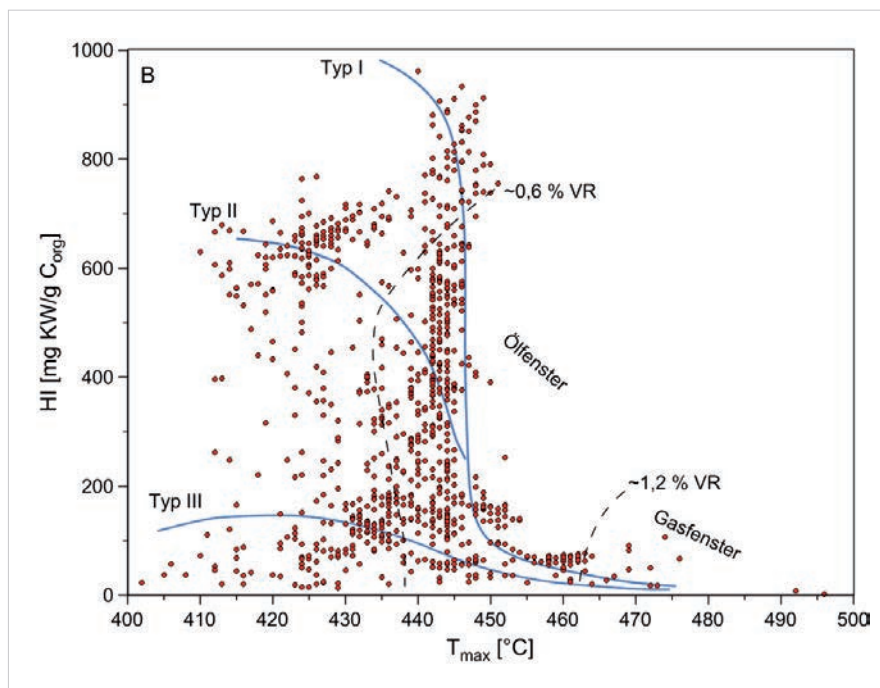 B
Typ I
Typ II
Typ III
~0,6 % VR
Ölfenster
~1,2 % VR
Gasfenster
HI [mg KW/g Corg]
1000
800
600
400
200
0
400 410 420 430 440 450 460 470 480 490 500
Tmax [°C]